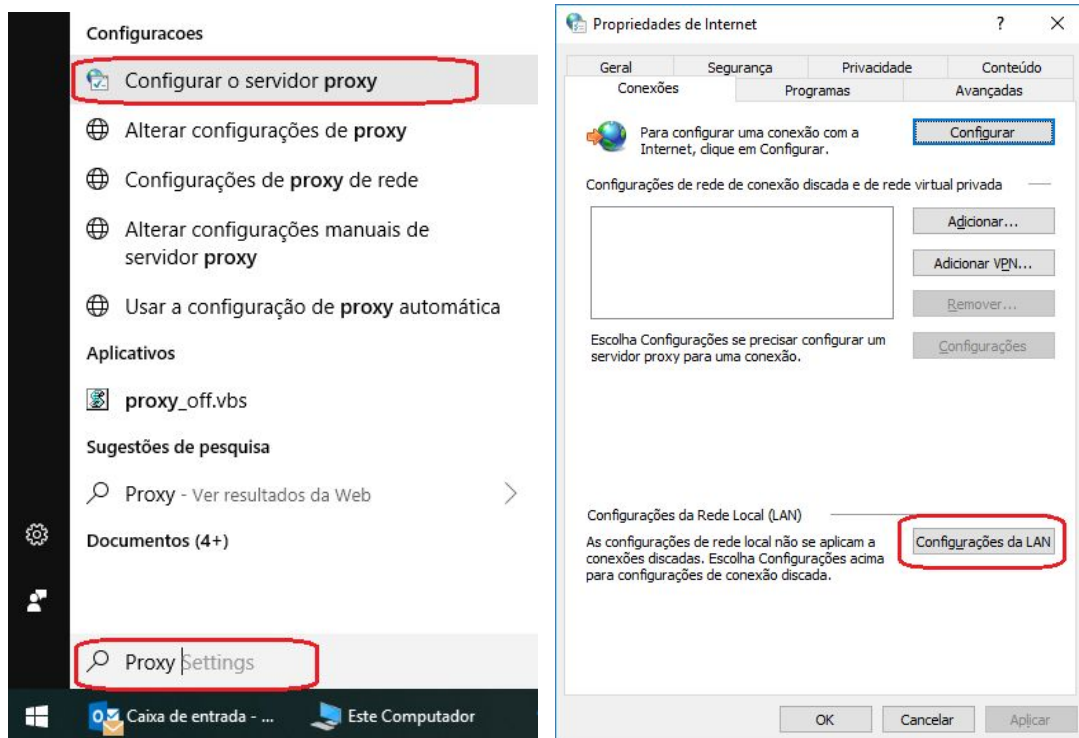 Configuracoes
Configurar o servidor proxy
Alterar configurações de proxy
Configurações de proxy de rede
Alterar configurações manuais de
servidor proxy
Usar a configuração de proxy automática
Aplicativos
proxy_off.vbs
Sugestões de pesquisa
Proxy - Ver resultados da Web
Documentos (4+)
Proxy Settings
Caixa de entrada - ...
Este Computador
Propriedades de Internet
Geral
Segurança
Privacidade
Conteúdo
Conexões
Programas
Avançadas
Para configurar uma conexão com a
Internet, clique em Configurar.
Configurar
Configurações de rede de conexão discada e de rede virtual privada
Adicionar...
Adicionar VPN...
Remover...
Escolha Configurações se precisar configurar um
servidor proxy para uma conexão.
Configurações
Configurações da Rede Local (LAN)
As configurações de rede local não se aplicam a
conexões discadas. Escolha Configurações acima
para configurações de conexão discada.
Configurações da LAN
OK
Cancelar
Aplicar